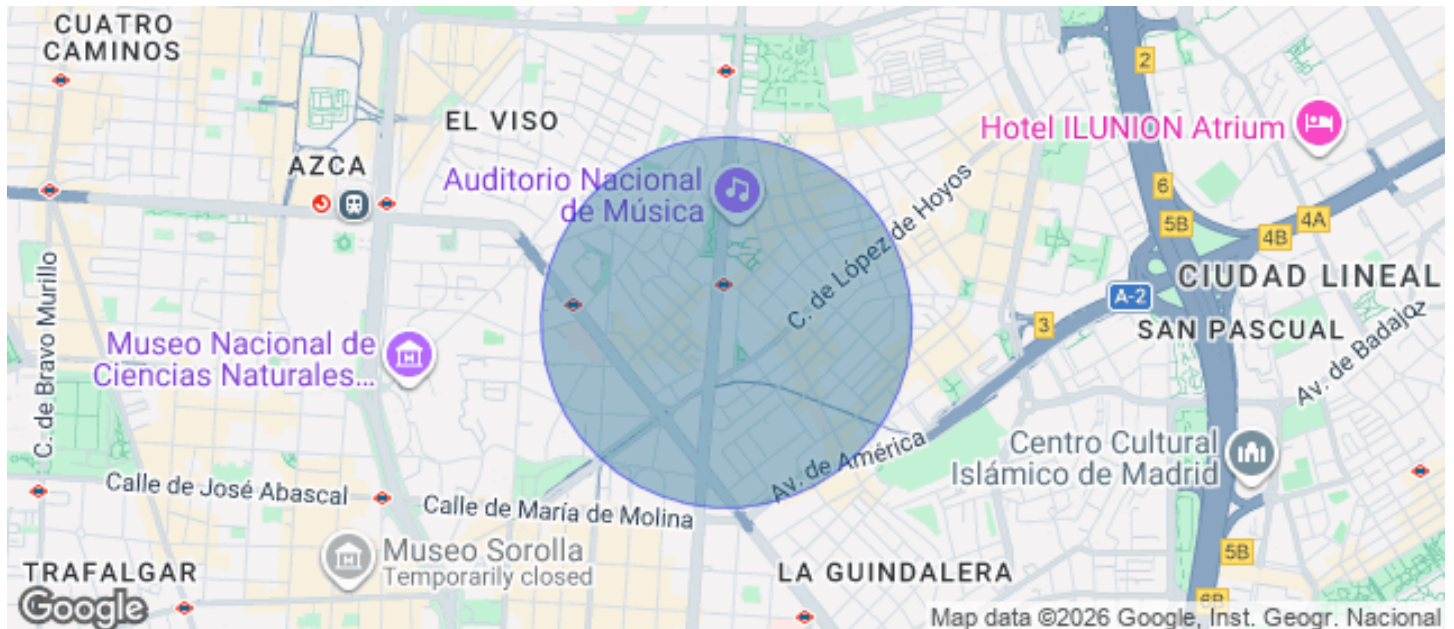 CUATRO
CAMINOS
2
EL VISO
Hotel ILUNION Atrium
AZCA
Auditorio Nacional
de Música
6
5B
4A
4B
C. de López de Hoyos
CIUDAD LINEAL
A-2
3
SAN PASCUAL
C. de Bravo Murillo
Museo Nacional de
Ciencias Naturales...
Av. de Badajoz
Av. de América
Centro Cultural
Islámico de Madrid
Calle de José Abascal
Calle de María de Molina
Museo Sorolla
Temporarily closed
5B
TRAFALGAR
LA GUINDALERA
6B
Google
Map data ©2026 Google, Inst. Geogr. Nacional